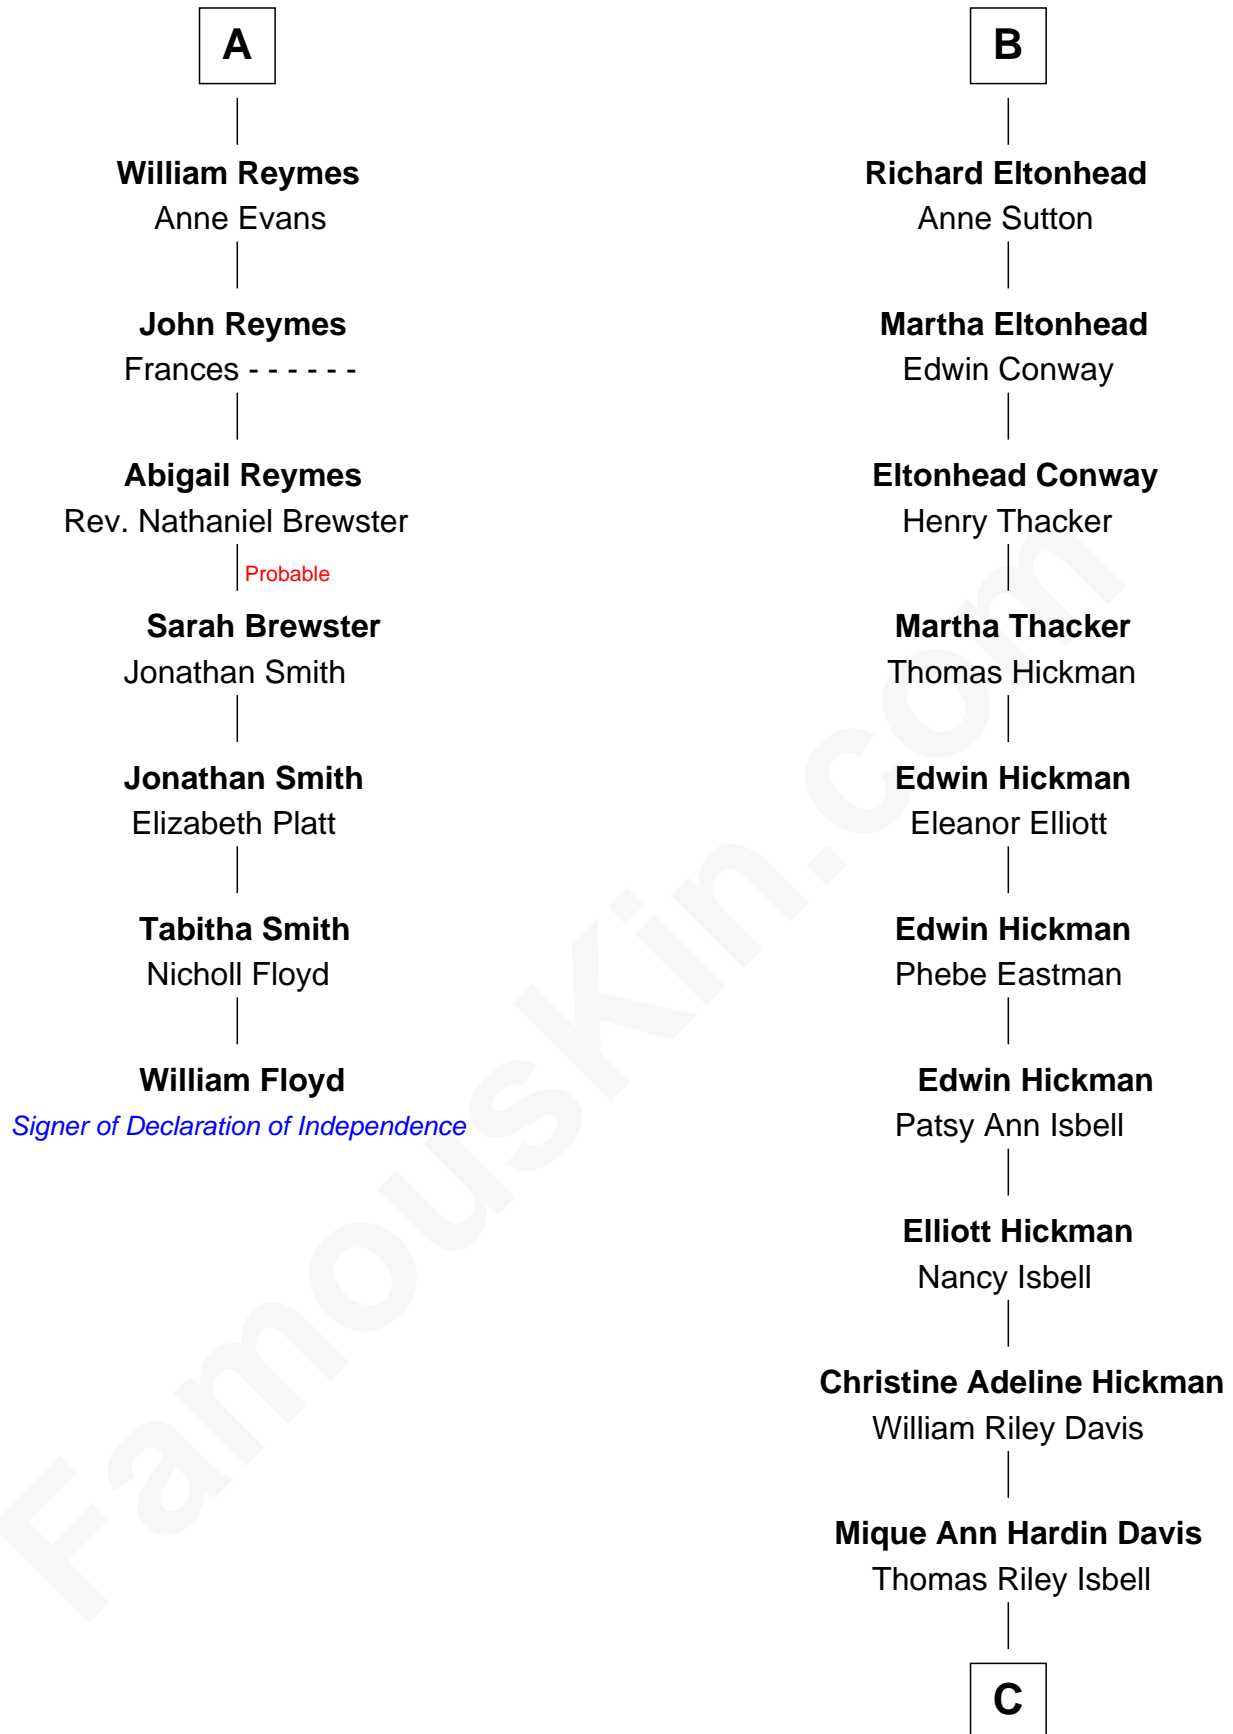 A
William Reymes
Anne Evans
John Reymes
Frances - - - - - -
Abigail Reymes
Rev. Nathaniel Brewster
Probable
Sarah Brewster
Jonathan Smith
Jonathan Smith
Elizabeth Platt
Tabitha Smith
Nicholl Floyd
William Floyd
Signer of Declaration of Independence
B
Richard Eltonhead
Anne Sutton
Martha Eltonhead
Edwin Conway
Eltonhead Conway
Henry Thacker
Martha Thacker
Thomas Hickman
Edwin Hickman
Eleanor Elliott
Edwin Hickman
Phebe Eastman
Edwin Hickman
Patsy Ann Isbell
Elliott Hickman
Nancy Isbell
Christine Adeline Hickman
William Riley Davis
Mique Ann Hardin Davis
Thomas Riley Isbell
C
FamousKin.com